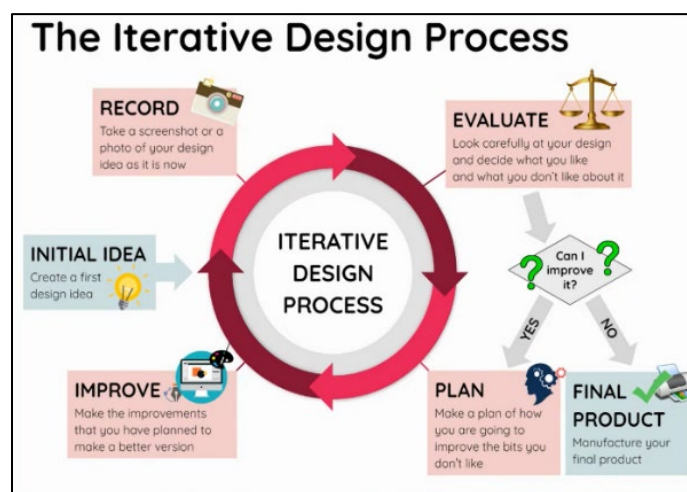 The Iterative Design Process
RECORD
Take a screenshot or a
photo of your design
idea as it is now
EVALUATE
Look carefully at your design
and decide what you like
and what you don't like about it
INITIAL IDEA
Create a first
design idea
ITERATIVE
DESIGN
PROCESS
Can I
improve
it?
YES
NO
IMPROVE
Make the improvements
that you have planned to
make a better version
PLAN
Make a plan of how
you are going to
improve the bits you
don't like
FINAL
PRODUCT
Manufacture your
final product